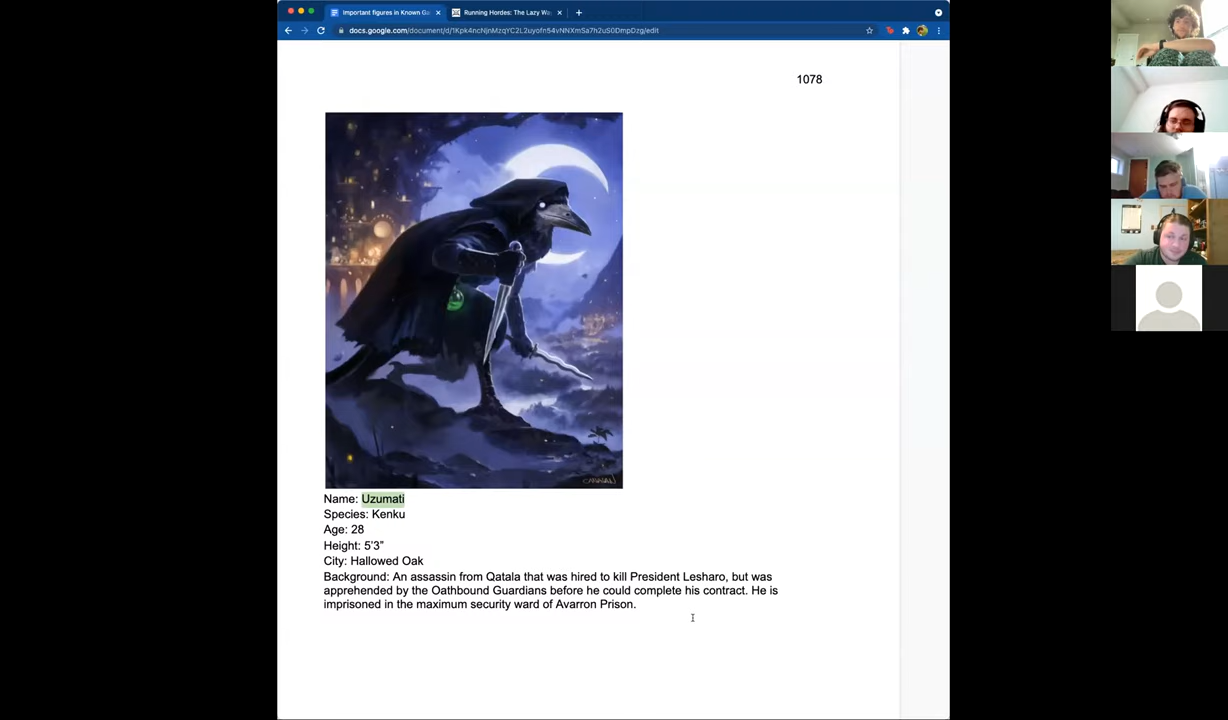 Important figures in Known Ga
Running Hordes: The Lazy Wa
1078
Name: Uzumati
Species: Kenku
Age: 28
Height: 5'3"
City: Hallowed Oak
Background: An assassin from Qatala that was hired to kill President Lesharo, but was
apprehended by the Oathbound Guardians before he could complete his contract. He is
imprisoned in the maximum security ward of Avarron Prison.